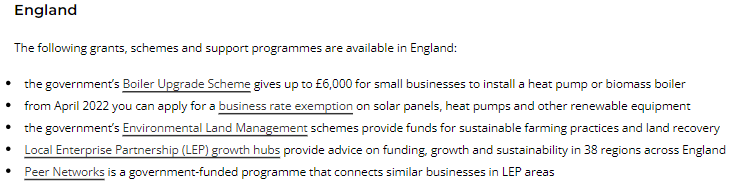 England
The following grants, schemes and support programmes are available in England:
• the government's Boiler Upgrade Scheme gives up to £6,000 for small businesses to install a heat pump or biomass boiler
• from April 2022 you can apply for a business rate exemption on solar panels, heat pumps and other renewable equipment
• the government's Environmental Land Management schemes provide funds for sustainable farming practices and land recovery
• Local Enterprise Partnership (LEP) growth hubs provide advice on funding, growth and sustainability in 38 regions across England
• Peer Networks is a government-funded programme that connects similar businesses in LEP areas